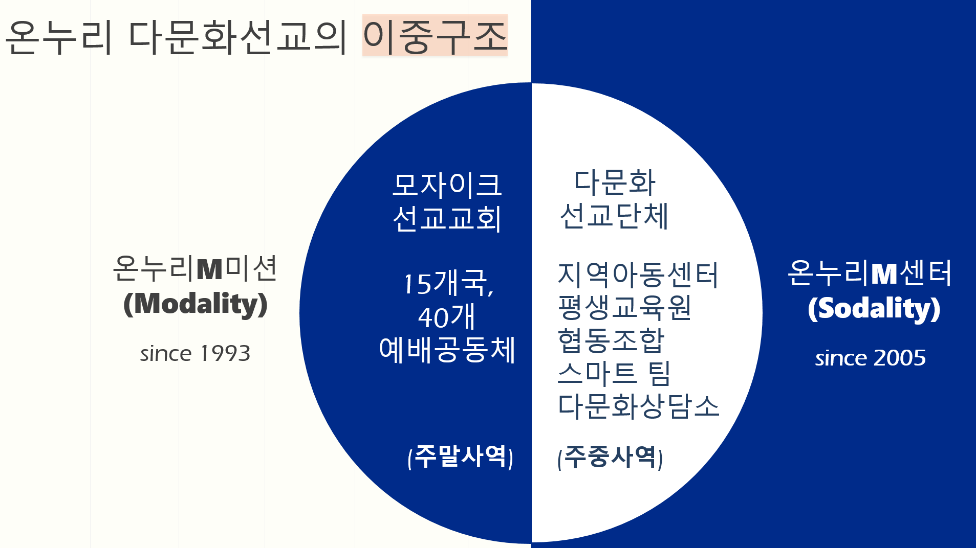 온누리 다문화선교의 이중구조
온누리M미션
(Modality)
since 1993
모자이크
선교교회
15개국,
40개
예배공동체
(주말사역)
다문화
선교단체
지역아동센터
평생교육원
협동조합
스마트 팀
다문화상담소
(주중사역)
온누리M센터
(Sodality)
since 2005